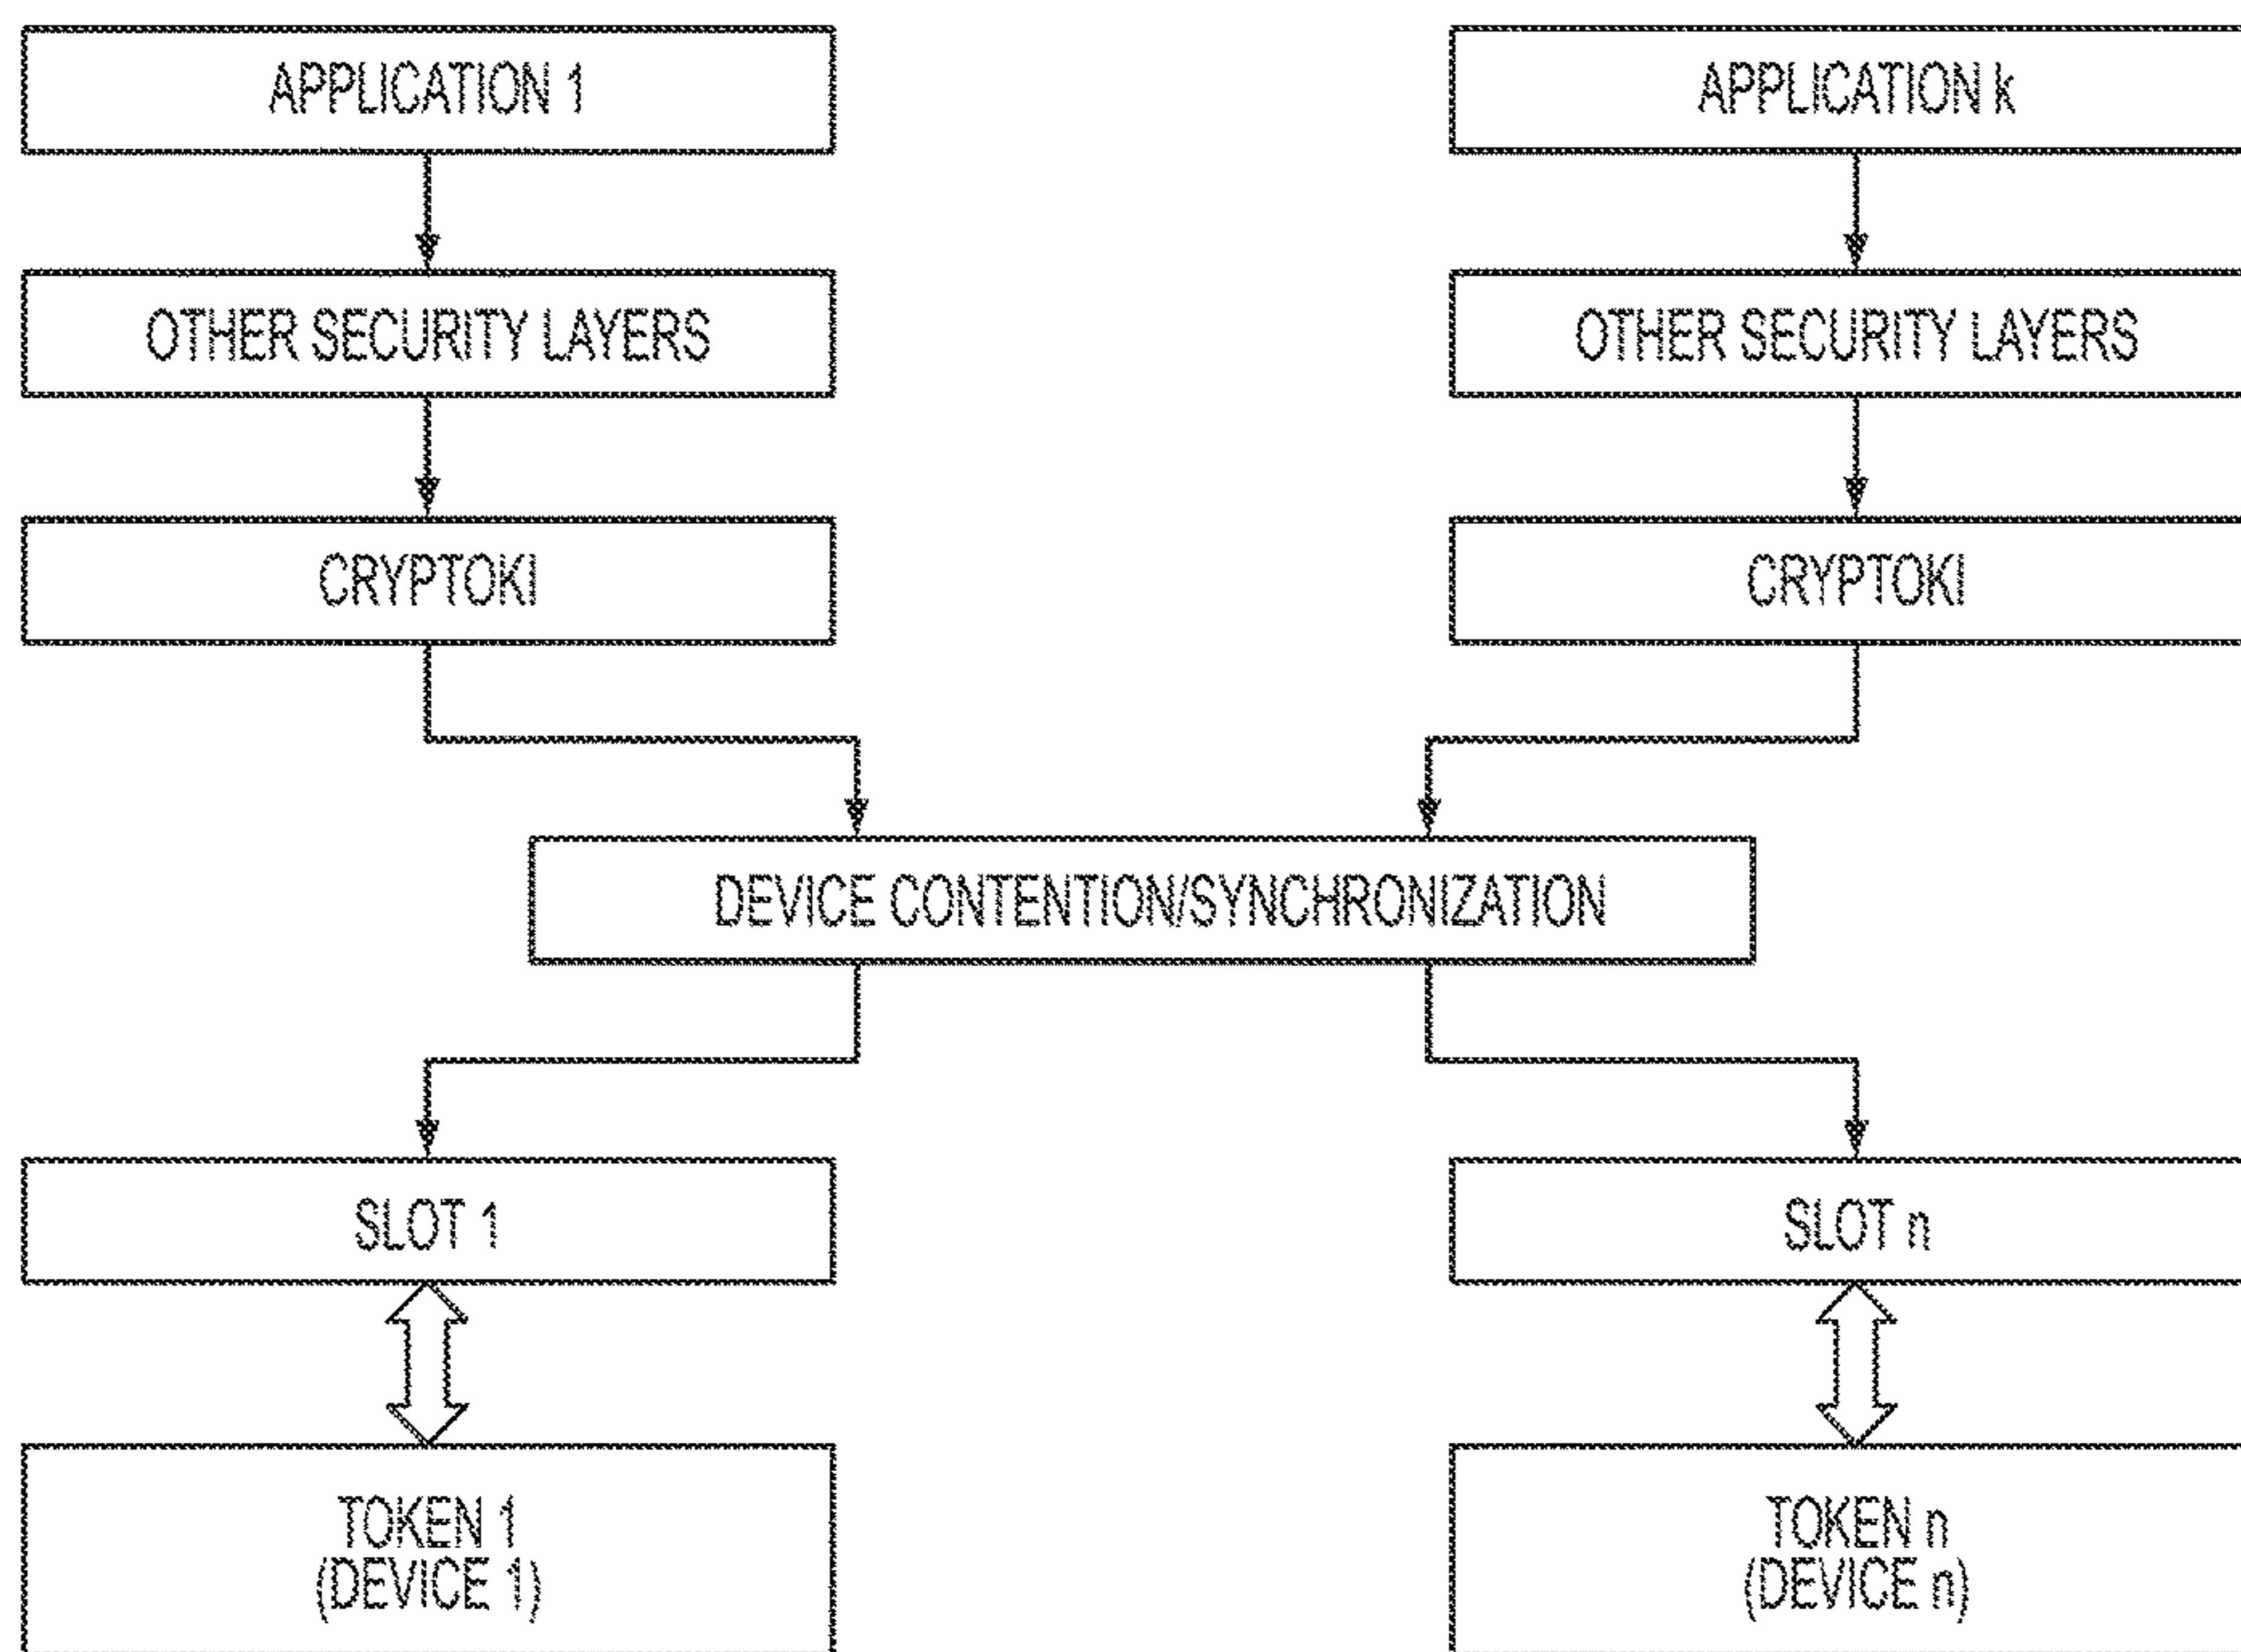 APPLICATION 1
APPLICATION k
OTHER SECURITY LAYERS
OTHER SECURITY LAYERS
CRYPTOKI
CRYPTOKI
DEVICE CONTENTION/SYNCHRONIZATION
SLOT 1
SLOT n
TOKEN 1
(DEVICE 1)
TOKEN n
(DEVICE n)